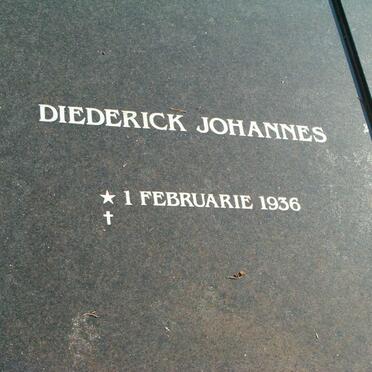 DIEDERICK JOHANNES
★ 1 FEBRUARIE 1936
✝